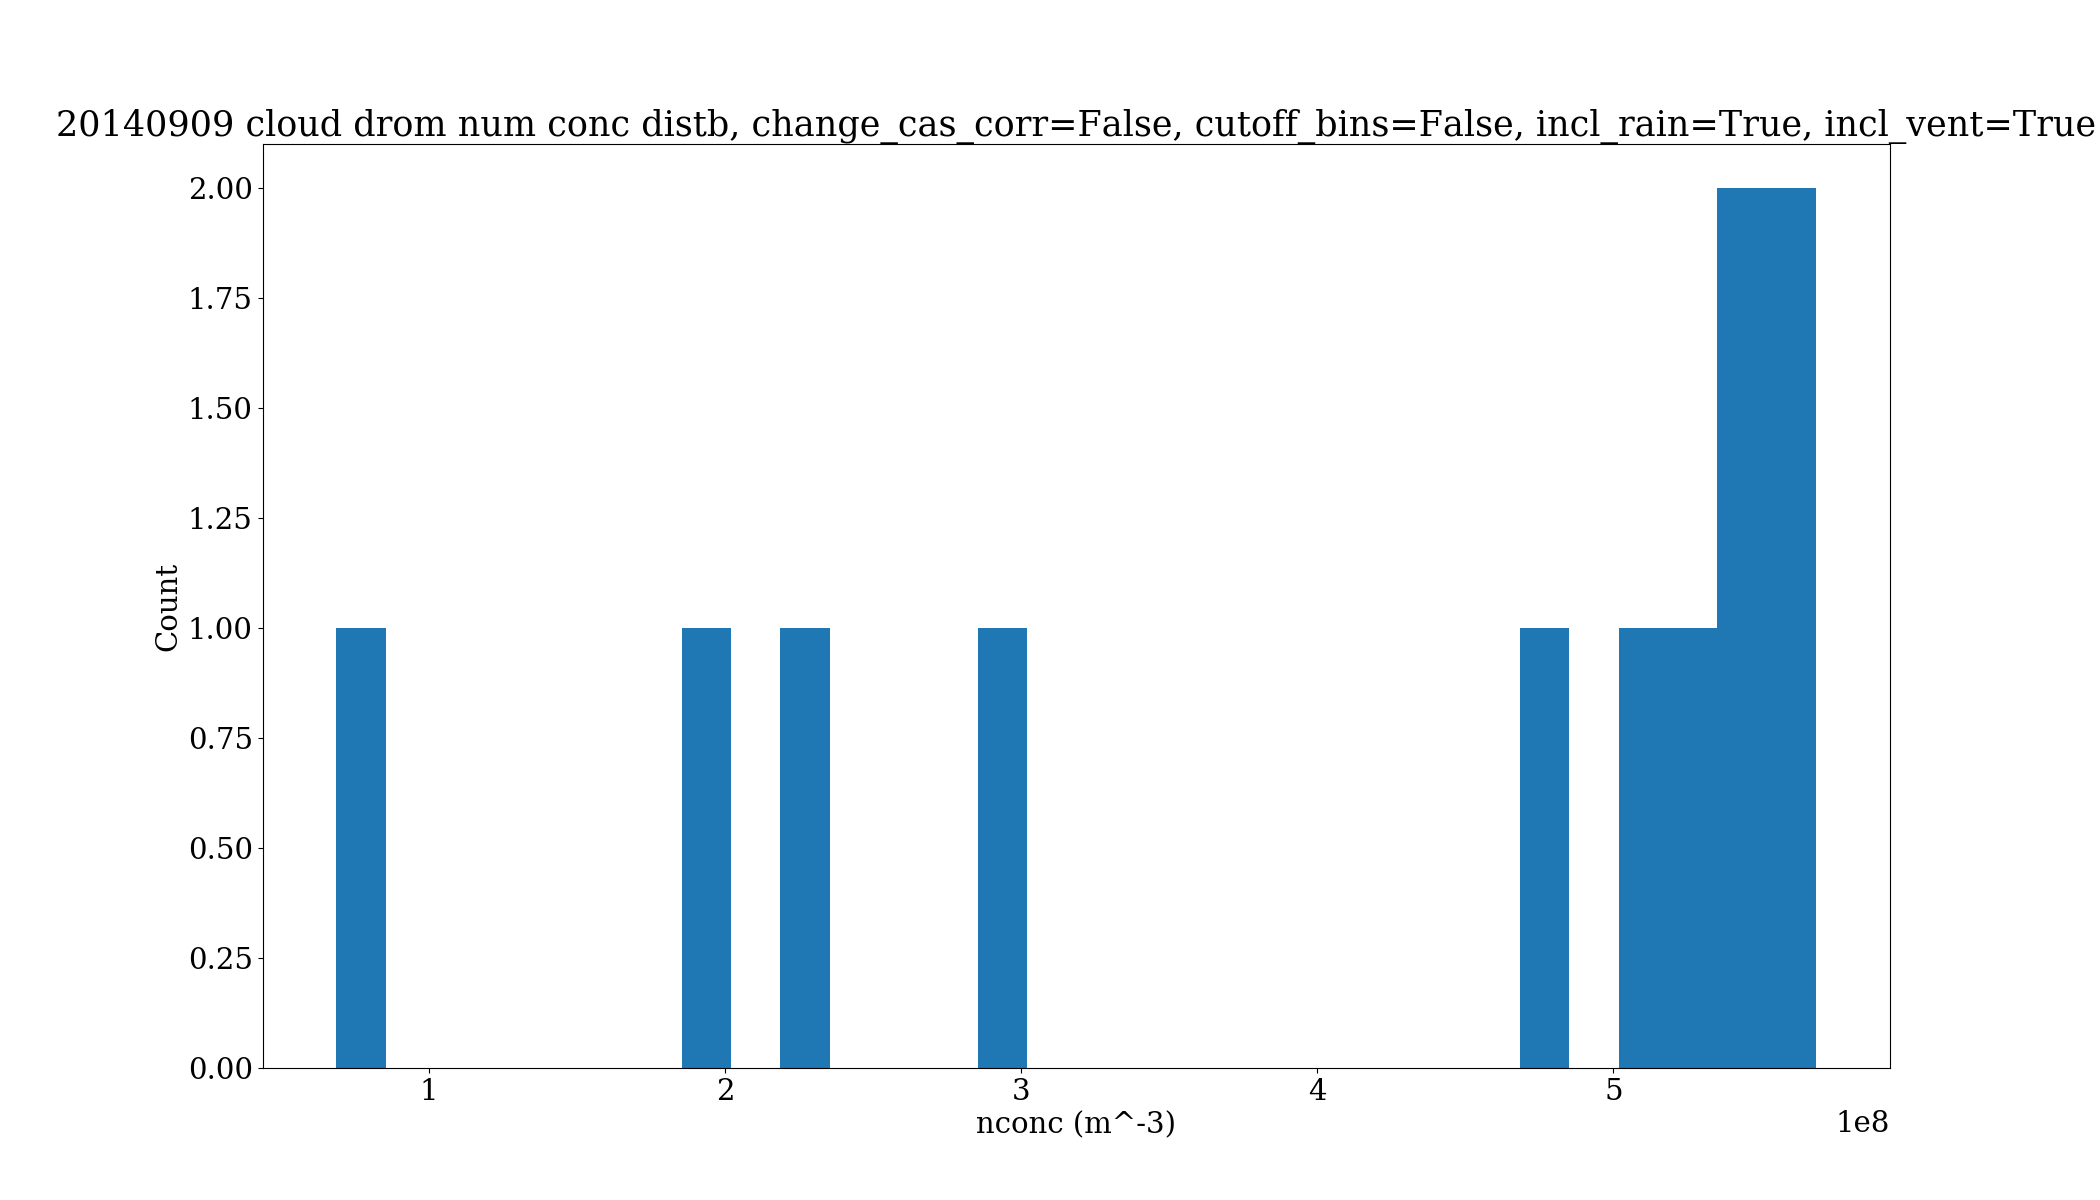 20140909 cloud drom num conc distb, change_cas_corr=False, cutoff_bins=False, incl_rain=True, incl_vent=True
2.00
1.75
1.50
1.25
1.00
0.75
0.50
0.25
0.00
Count
1 2 3 4 5
nconc (m^-3)
1e8